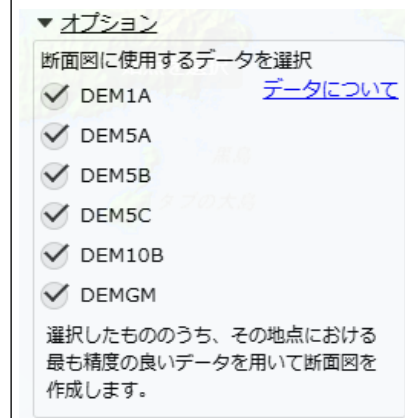 ▼ オプション
断面図に使用するデータを選択
データについて
DEM1A
DEM5A
DEM5B
DEM5C
DEM10B
DEMGM
選択したもののうち、その地点における
最も精度の良いデータを用いて断面図を
作成します。